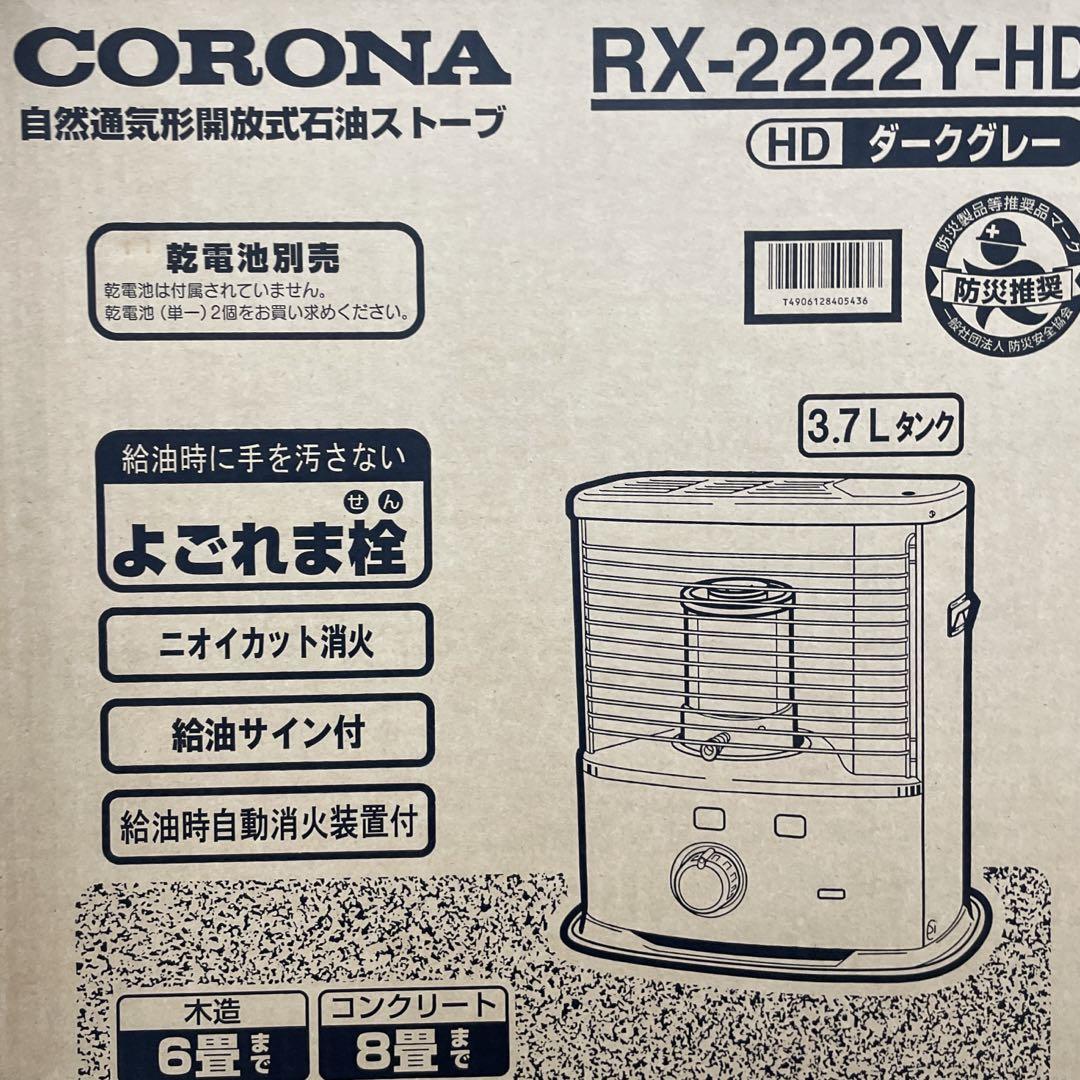 CORONA
RX-2222Y-HD
自然通気形開放式石油ストーブ
HD ダークグレー
防災製品等推奨品マーク
防災推奨
一般社団法人 防災安全協会
T4906128405436
乾電池別売
乾電池は付属されていません。
乾電池(単一)2個をお買い求めください。
3.7Lタンク
給油時に手を汚さない
せん
よごれま栓
ニオイカット消火
給油サイン付
給油時自動消火装置付
木造
6畳まで
コンクリート
8畳まで